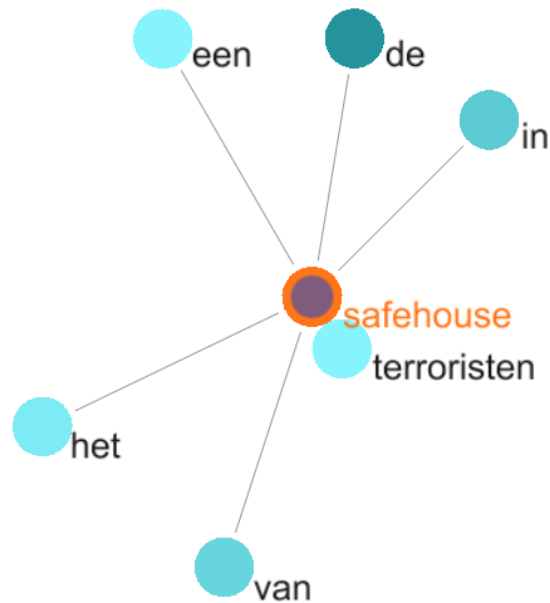 een
de
in
safehouse
terroristen
het
van